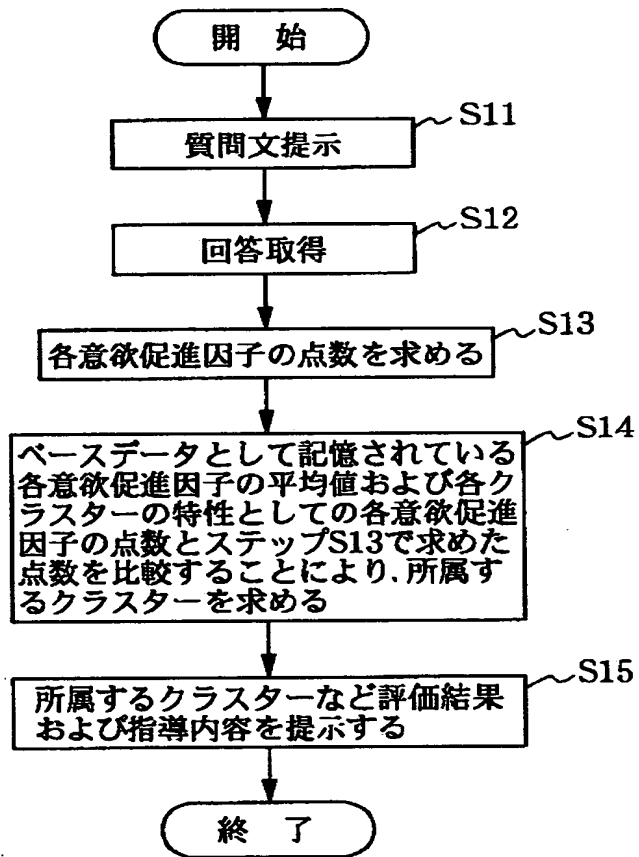 開 始
S11
質問文提示
S12
回答取得
S13
各意欲促進因子の点数を求める
S14
ベースデータとして記憶されている
各意欲促進因子の平均値および各ク
ラスターの特性としての各意欲促進
因子の点数とステップS13で求めた
点数を比較することにより、所属す
るクラスターを求める
S15
所属するクラスターなど評価結果
および指導内容を提示する
終 了